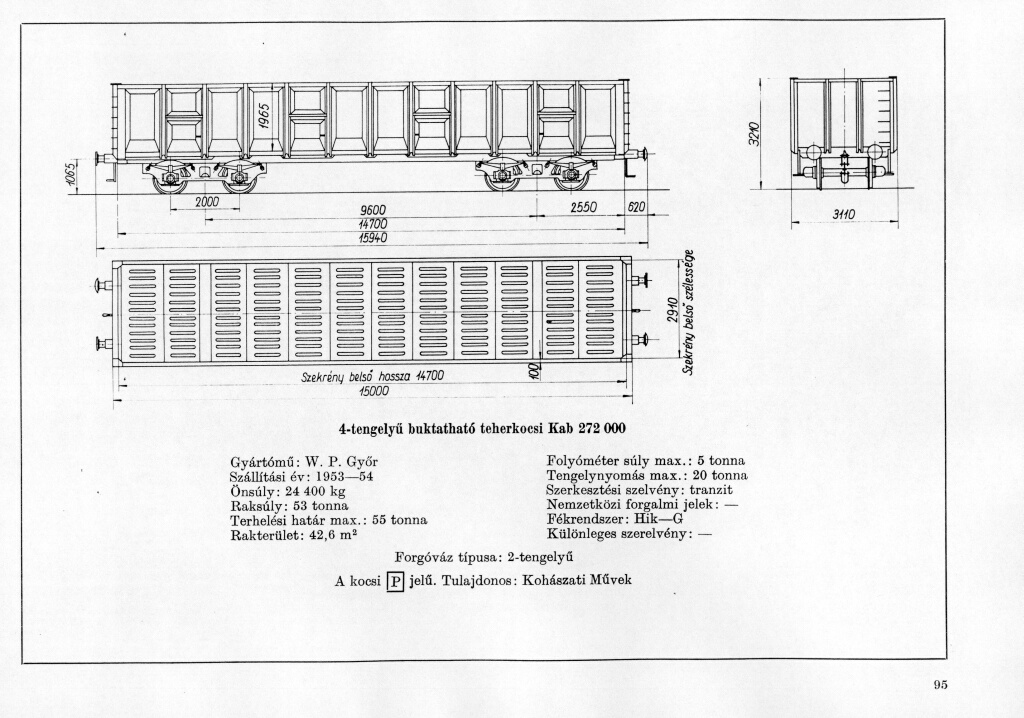 1965
1065
2000
9600
2550
620
14700
15940
3210
3110
2910
Szekrény belső szélessége
100
Szekrény belső hossza 14700
15000
4-tengelyű buktatható teherkocsi Kab 272 000
Gyártómű: W. P. Győr
Szállítási év: 1953—54
Önsúly: 24 400 kg
Raksúly: 53 tonna
Terhelési határ max.: 55 tonna
Rakterület: 42,6 m²
Folyóméter súly max.: 5 tonna
Tengelynyomás max.: 20 tonna
Szerkesztési szelvény: tranzit
Nemzetközi forgalmi jelek: —
Fékrendszer: Hik—G
Különleges szerelvény: —
Forgóváz típusa: 2-tengelyű
A kocsi P jelű. Tulajdonos: Kohászati Művek
95